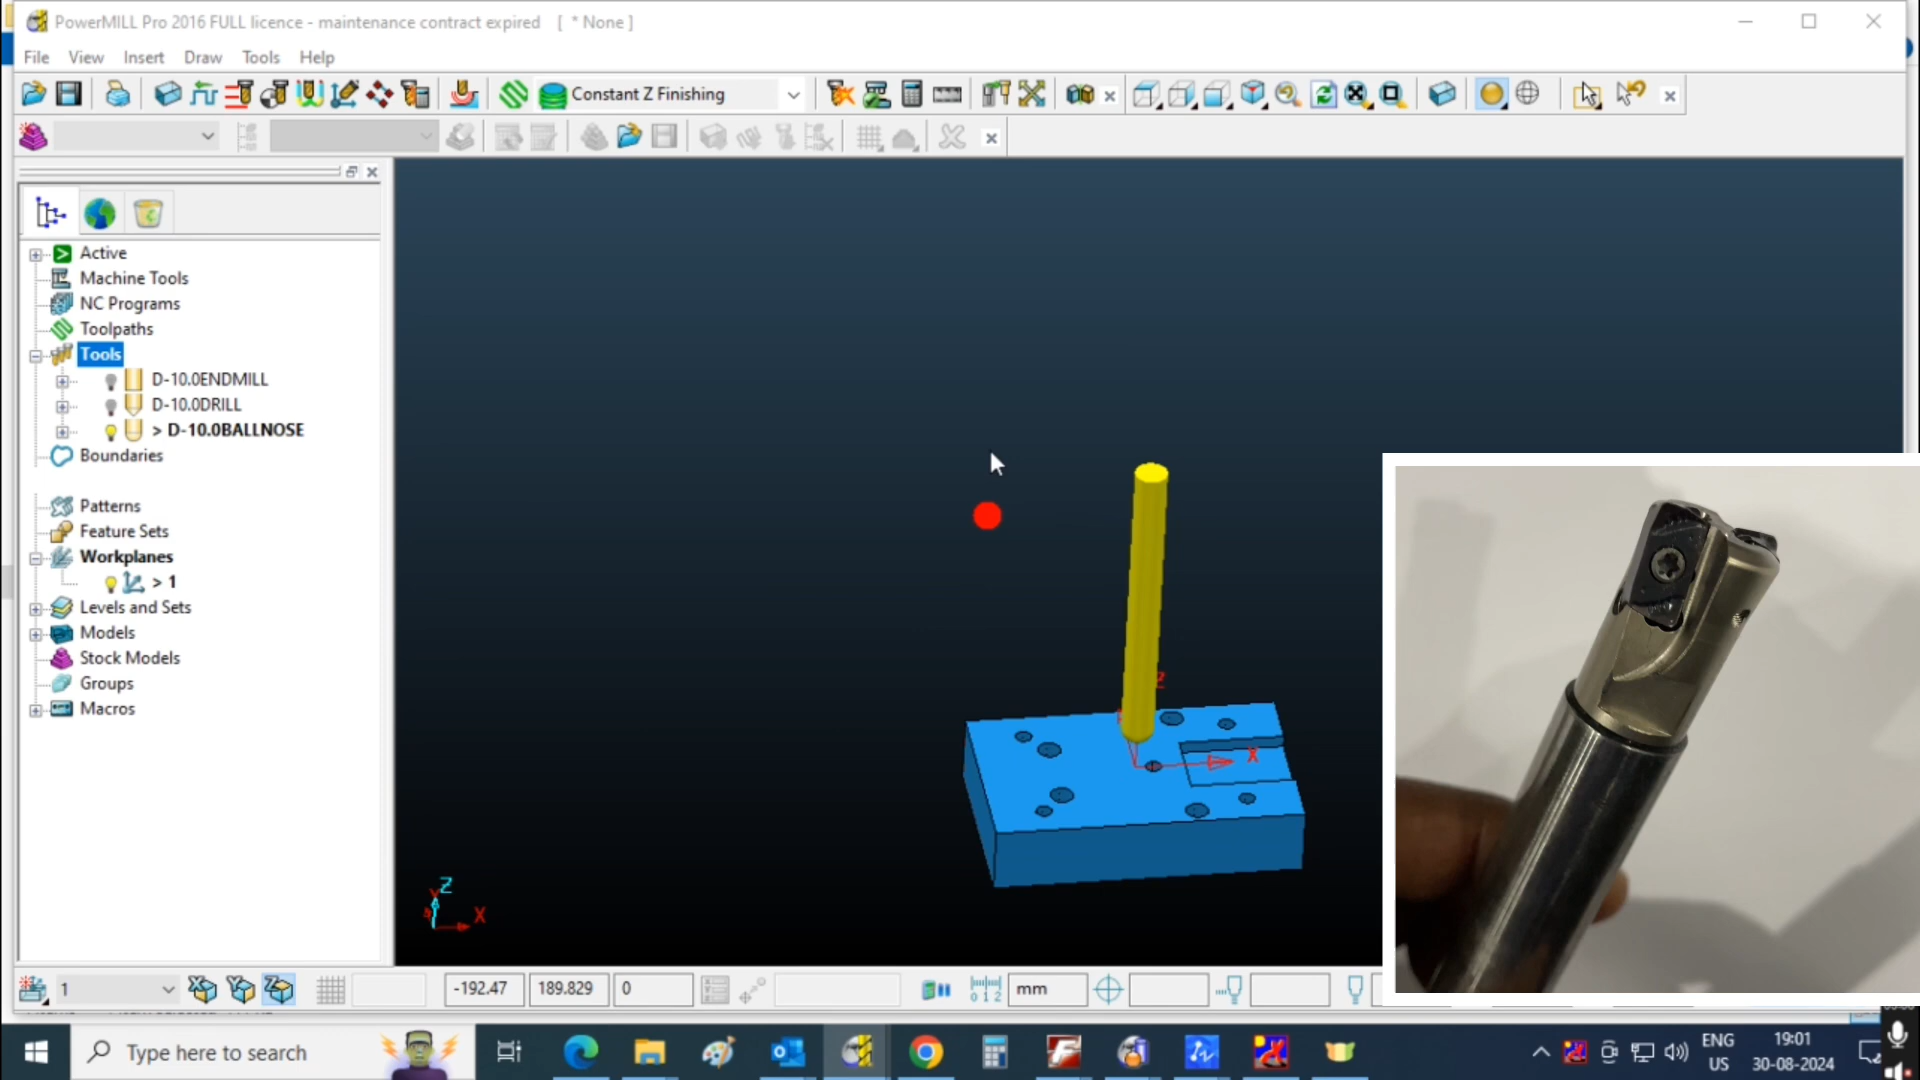 PowerMILL Pro 2016 FULL licence - maintenance contract expired [ * None ]
File View Insert Draw Tools Help
Constant Z Finishing
Active
Machine Tools
NC Programs
Toolpaths
Tools
D-10.0ENDMILL
D-10.0DRILL
> D-10.0BALLNOSE
Boundaries
Patterns
Feature Sets
Workplanes
> 1
Levels and Sets
Models
Stock Models
Groups
Macros
Z
X
Z
Y
X
1
-192.47 189.829 0
0 1 2
mm
Type here to search
ENG
US
19:01
30-08-2024